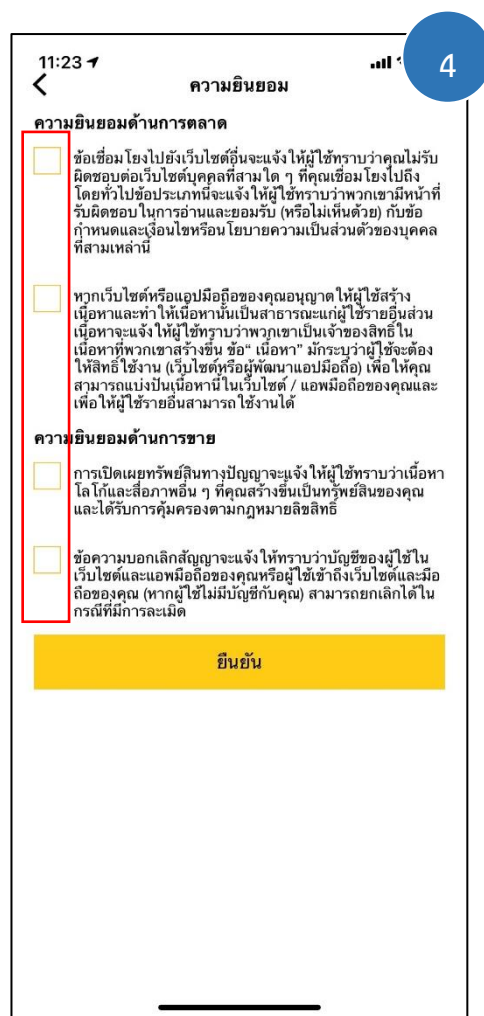 11:23
4
ความยินยอม
ความยินยอมด้านการตลาด
ข้อเชื่อมโยงไปยังเว็บไซต์อื่นจะแจ้งให้ผู้ใช้ทราบว่าคุณไม่รับ
ผิดชอบต่อเว็บไซต์บุคคลที่สามใด ๆ ที่คุณเชื่อมโยงไปถึง
โดยทั่วไปข้อประเภทนี้จะแจ้งให้ผู้ใช้ทราบว่าพวกเขามีหน้าที่
รับผิดชอบในการอ่านและยอมรับ (หรือไม่เห็นด้วย) กับข้อ
กำหนดและเงื่อนไขหรือนโยบายความเป็นส่วนตัวของบุคคล
ที่สามเหล่านี้
หากเว็บไซต์หรือแอปมือถือของคุณอนุญาตให้ผู้ใช้สร้าง
เนื้อหาและทำให้เนื้อหานั้นเป็นสาธารณะแก่ผู้ใช้รายอื่นส่วน
เนื้อหาจะแจ้งให้ผู้ใช้ทราบว่าพวกเขาเป็นเจ้าของสิทธิ์ใน
เนื้อหาที่พวกเขาสร้างขึ้น ข้อ“ เนื้อหา” มักระบุว่าผู้ใช้จะต้อง
ให้สิทธิ์ใช้งาน (เว็บไซต์หรือผู้พัฒนาแอปมือถือ) เพื่อให้คุณ
สามารถแบ่งปันเนื้อหานี้ในเว็บไซต์ / แอพมือถือของคุณและ
เพื่อให้ผู้ใช้รายอื่นสามารถใช้งานได้
ความยินยอมด้านการขาย
การเปิดเผยทรัพย์สินทางปัญญาจะแจ้งให้ผู้ใช้ทราบว่าเนื้อหา
โลโก้และสื่อภาพอื่น ๆ ที่คุณสร้างขึ้นเป็นทรัพย์สินของคุณ
และได้รับการคุ้มครองตามกฎหมายลิขสิทธิ์
ข้อความบอกเลิกสัญญาจะแจ้งให้ทราบว่าบัญชีของผู้ใช้ใน
เว็บไซต์และแอพมือถือของคุณหรือผู้ใช้เข้าถึงเว็บไซต์และมือ
ถือของคุณ (หากผู้ใช้ไม่มีบัญชีกับคุณ) สามารถยกเลิกได้ใน
กรณีที่มีการละเมิด
ยืนยัน